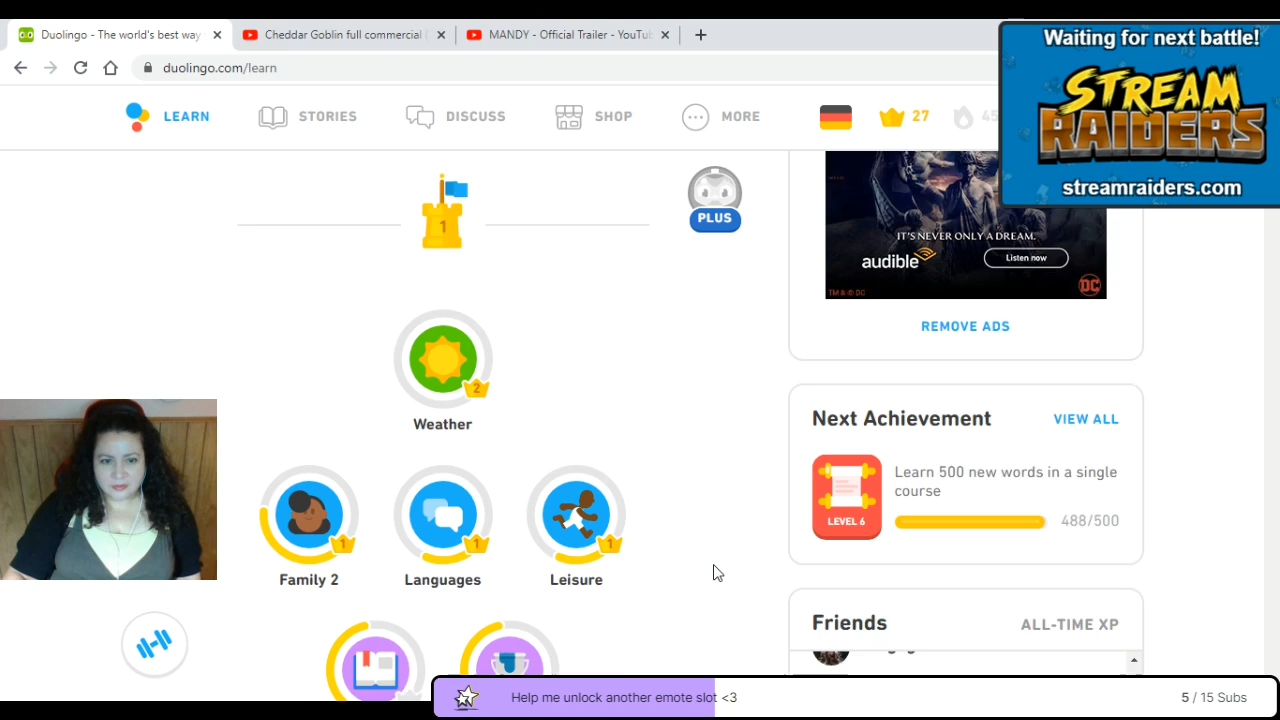 Duolingo - The world's best way
Cheddar Goblin full commercial
MANDY - Official Trailer - YouTu
duolingo.com/learn
Waiting for next battle!
STREAM
RAIDERS
streamraiders.com
LEARN
STORIES
DISCUSS
SHOP
MORE
27
45
1
PLUS
IT'S NEVER ONLY A DREAM.
audible
Listen now
TM & © DC
DC
REMOVE ADS
2
Weather
Next Achievement
VIEW ALL
Learn 500 new words in a single
course
LEVEL 6
488/500
1
1
1
Family 2
Languages
Leisure
Friends
ALL-TIME XP
Help me unlock another emote slot <3
5 / 15 Subs